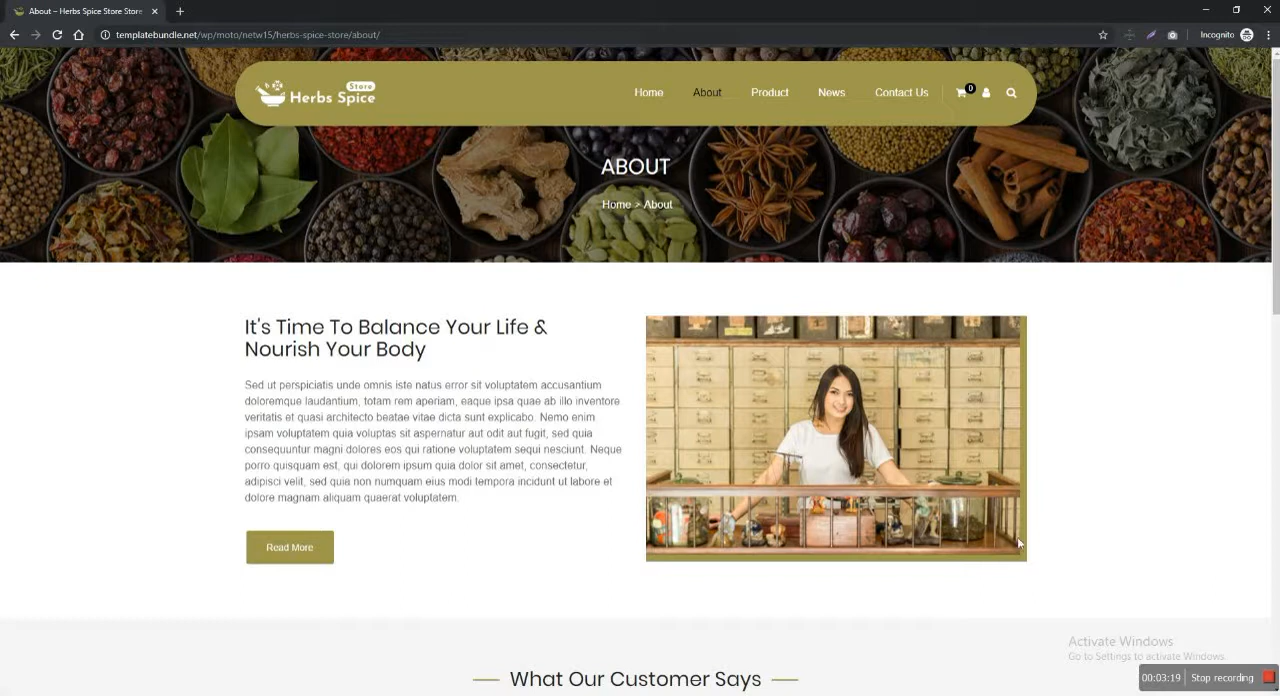 About – Herbs Spice Store Store
templatebundle.net/wp/moto/netw15/herbs-spice-store/about/
Incognito
Store
Herbs Spice
Home
About
Product
News
Contact Us
0
ABOUT
Home > About
It's Time To Balance Your Life &
Nourish Your Body
Sed ut perspiciatis unde omnis iste natus error sit voluptatem accusantium
doloremque laudantium, totam rem aperiam, eaque ipsa quae ab illo inventore
veritatis et quasi architecto beatae vitae dicta sunt explicabo. Nemo enim
ipsam voluptatem quia voluptas sit aspernatur aut odit aut fugit, sed quia
consequuntur magni dolores eos qui ratione voluptatem sequi nesciunt. Neque
porro quisquam est, qui dolorem ipsum quia dolor sit amet, consectetur,
adipisci velit, sed quia non numquam eius modi tempora incidunt ut labore et
dolore magnam aliquam quaerat voluptatem.
Read More
What Our Customer Says
Activate Windows
Go to Settings to activate Windows.
00:03:19
Stop recording